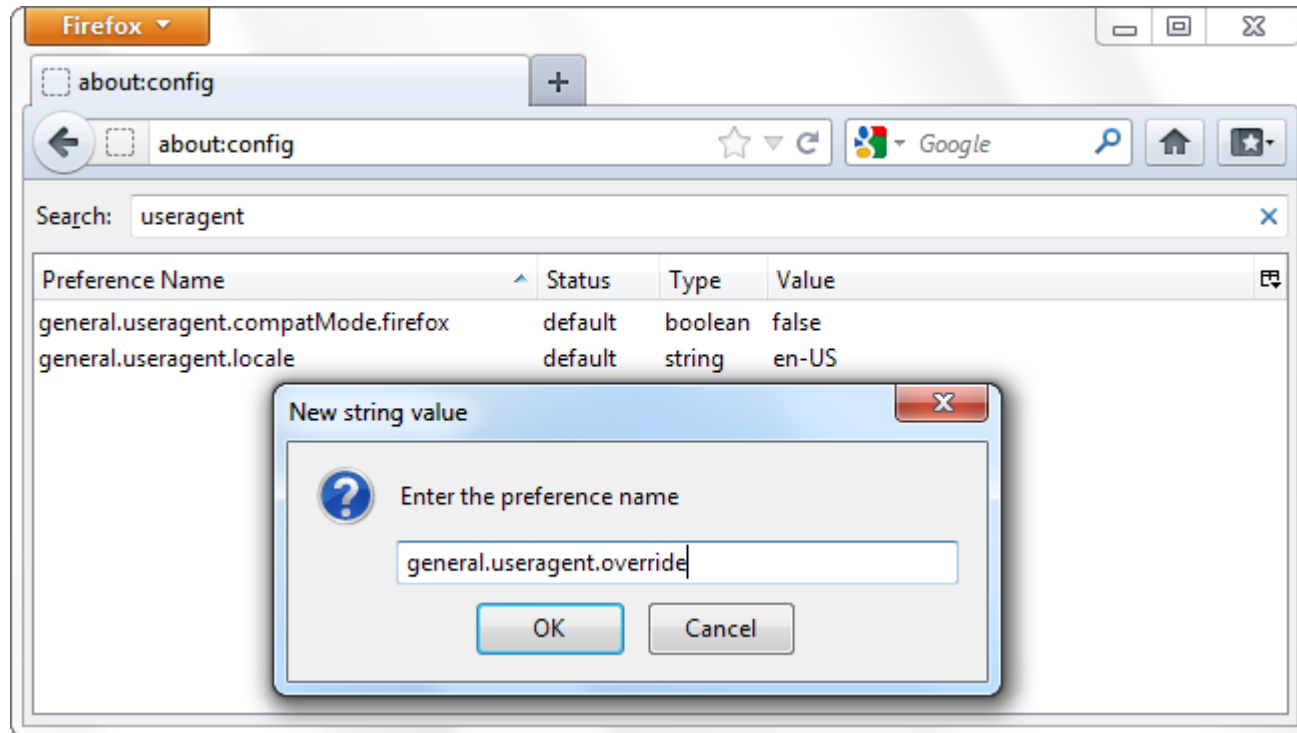 Firefox
about:config
about:config Google
Search: useragent
Preference Name Status Type Value
general.useragent.compatMode.firefox default boolean false
general.useragent.locale default string en-US
New string value
Enter the preference name
general.useragent.override
OK Cancel